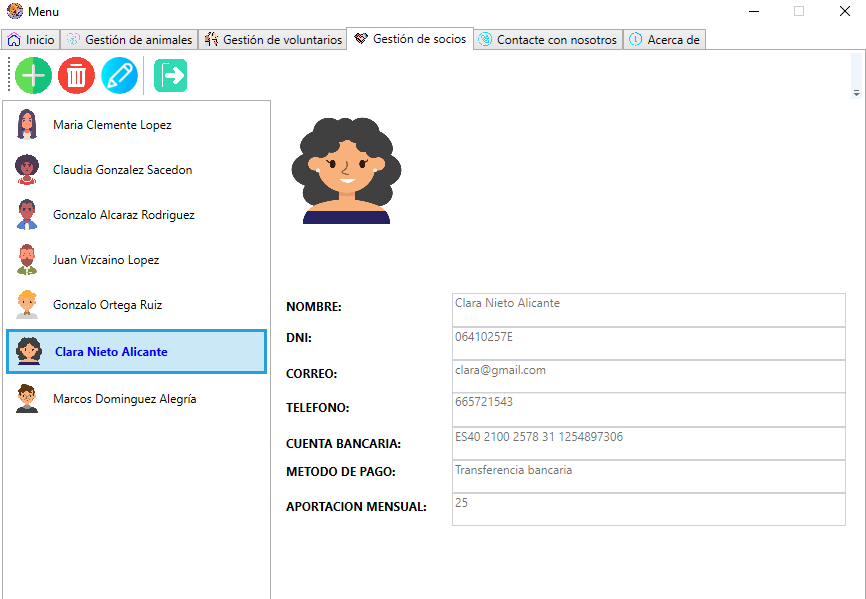 Menu
Inicio
Gestión de animales
Gestión de voluntarios
Gestión de socios
Contacte con nosotros
Acerca de
Maria Clemente Lopez
Claudia Gonzalez Sacedon
Gonzalo Alcaraz Rodriguez
Juan Vizcaino Lopez
Gonzalo Ortega Ruiz
Clara Nieto Alicante
Marcos Dominguez Alegría
NOMBRE: Clara Nieto Alicante
DNI: 06410257E
CORREO: clara@gmail.com
TELEFONO: 665721543
CUENTA BANCARIA: ES40 2100 2578 31 1254897306
METODO DE PAGO: Transferencia bancaria
APORTACION MENSUAL: 25